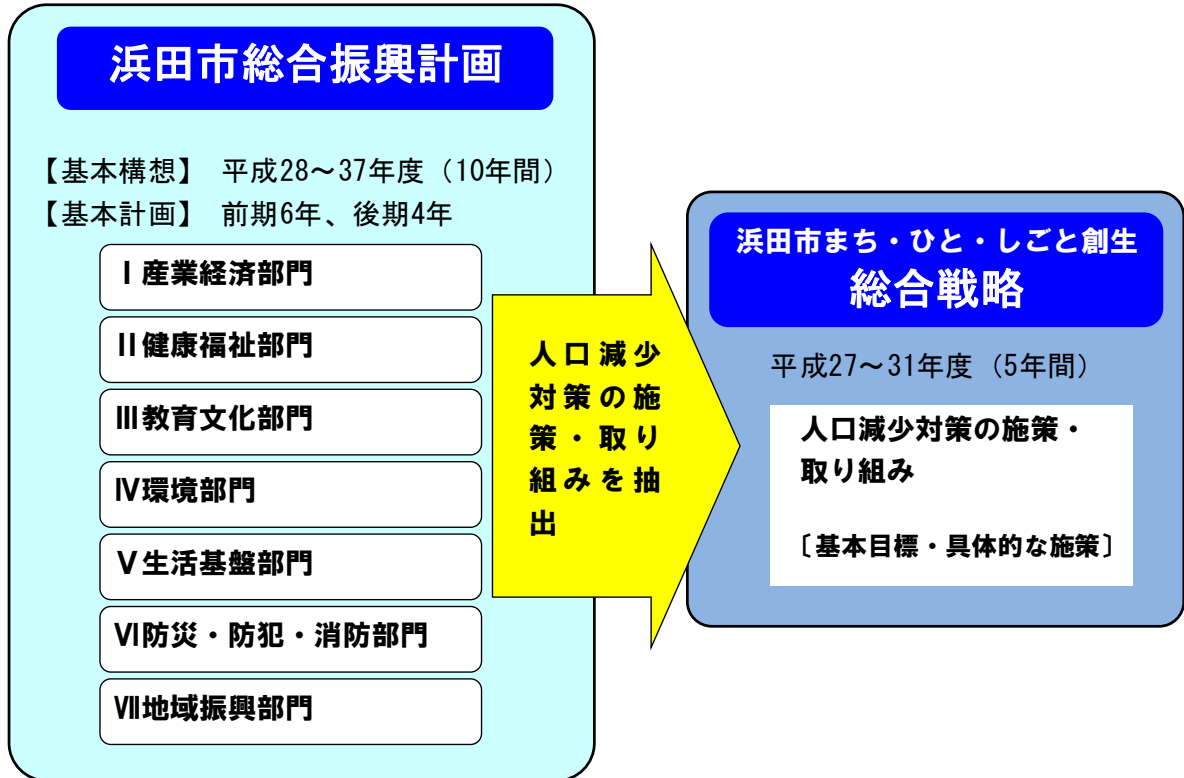 浜田市総合振興計画
【基本構想】 平成28~37年度(10年間)
【基本計画】 前期6年、後期4年
Ⅰ産業経済部門
Ⅱ健康福祉部門
Ⅲ教育文化部門
Ⅳ環境部門
Ⅴ生活基盤部門
Ⅵ防災・防犯・消防部門
Ⅶ地域振興部門
人口減少
対策の施
策・取り
組みを抽
出
浜田市まち・ひと・しごと創生
総合戦略
平成27~31年度(5年間)
人口減少対策の施策・
取り組み
〔基本目標・具体的な施策〕